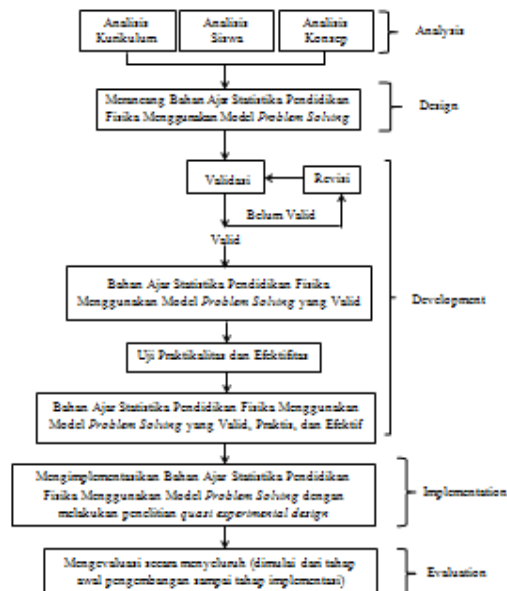 Analisis
Kurikulum
Analisis
Siswa
Analisis
Konsep
Analysis
Merancang Bahan Ajar Statistika Pendidikan
Fisika Menggunakan Model Problem Solving
Design
Validasi
Revisi
Belum Valid
Valid
Bahan Ajar Statistika Pendidikan Fisika
Menggunakan Model Problem Solving yang Valid
Development
Uji Praktikalitas dan Efektifitas
Bahan Ajar Statistika Pendidikan Fisika Menggunakan
Model Problem Solving yang Valid, Praktis, dan Efektif
Mengimplementasikan Bahan Ajar Statistika Pendidikan
Fisika Menggunakan Model Problem Solving dengan
melakukan penelitian quasi experimental design
Implementation
Mengevaluasi secara menyeluruh (dimulai dari tahap
awal pengembangan sampai tahap implementasi)
Evaluation